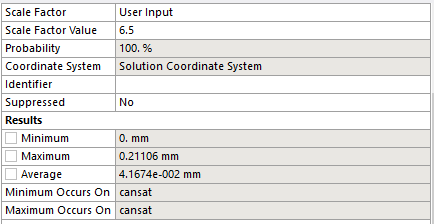 Scale Factor User Input
Scale Factor Value 6.5
Probability 100. %
Coordinate System Solution Coordinate System
Identifier
Suppressed No
Results
Minimum 0. mm
Maximum 0.21106 mm
Average 4.1674e-002 mm
Minimum Occurs On cansat
Maximum Occurs On cansat